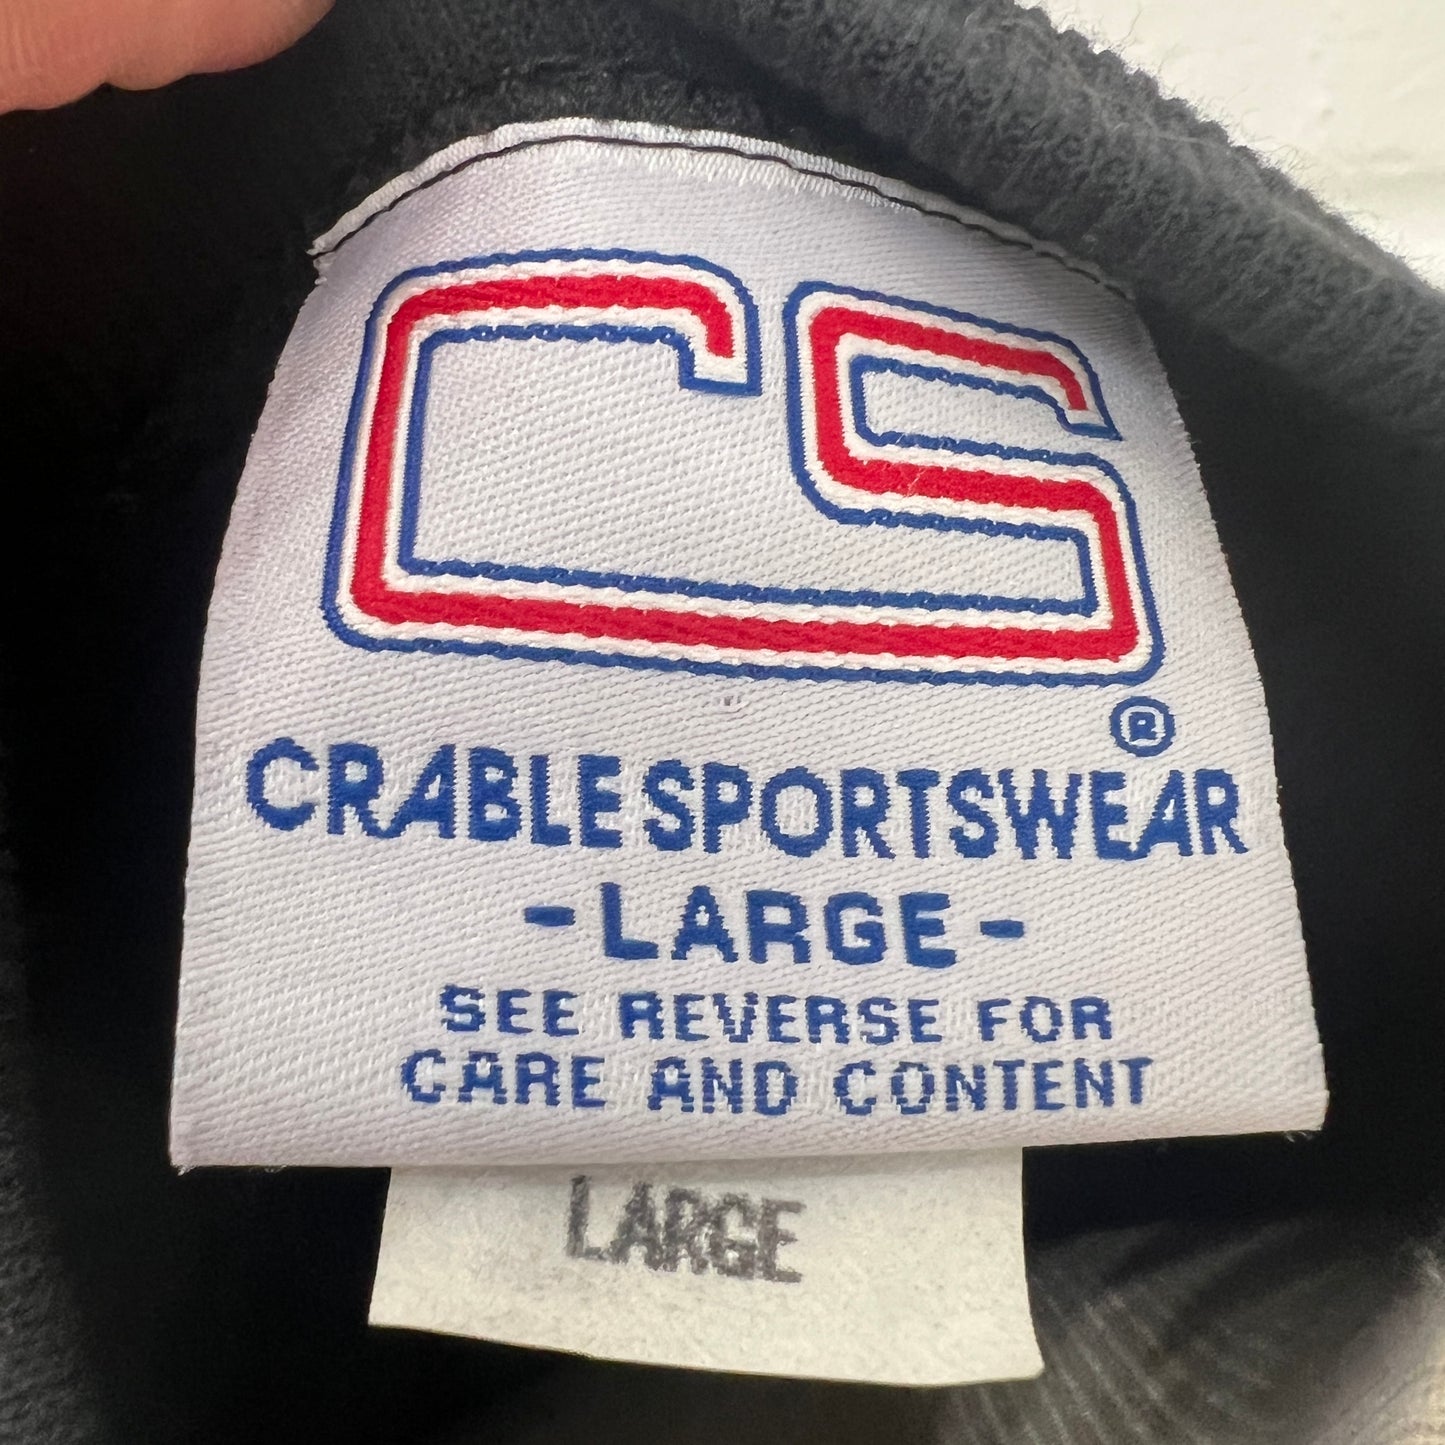 CS
®
CRABLE SPORTSWEAR
- LARGE -
SEE REVERSE FOR
CARE AND CONTENT
LARGE